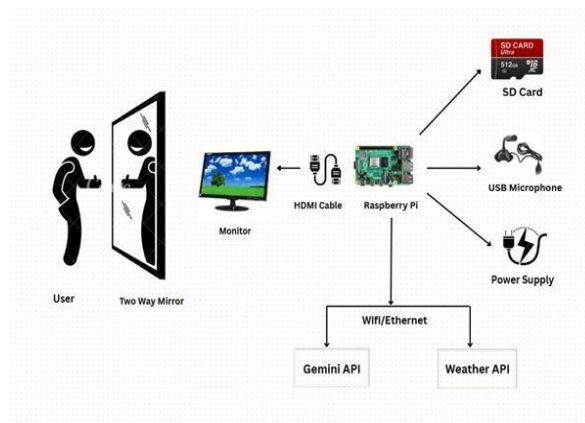 SD CARD
Ultra
512GB
SD Card
USB Microphone
Monitor
HDMI Cable
Raspberry Pi
Power Supply
User
Two Way Mirror
Wifi/Ethernet
Gemini API
Weather API